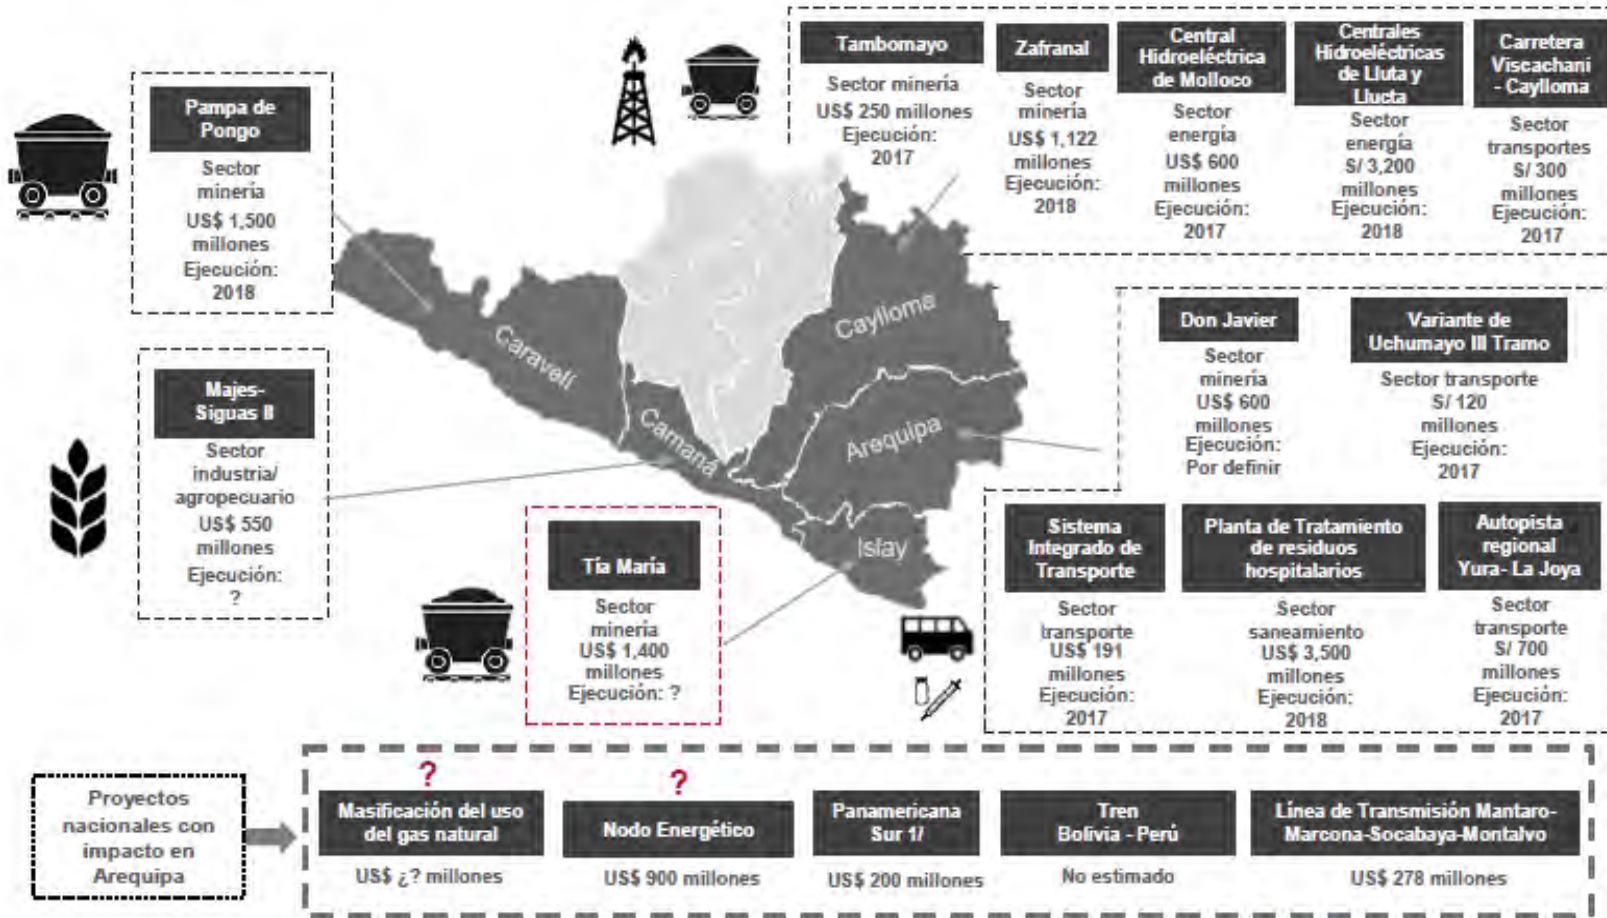 Pampa de
Pongo
Sector
minería
US$ 1,500
millones
Ejecución:
2018
Tambomayo
Sector minería
US$ 250 millones
Ejecución:
2017
Zafranal
Sector
minería
US$ 1,122
millones
Ejecución:
2018
Central
Hidroeléctrica
de Molloco
Sector
energía
US$ 600
millones
Ejecución:
2017
Centrales
Hidroeléctricas
de Lluta y
Llucta
Sector
energía
S/ 3,200
millones
Ejecución:
2018
Carretera
Viscachani
- Caylloma
Sector
transportes
S/ 300
millones
Ejecución:
2017
Majes-
Siguas II
Sector
industria/
agropecuario
US$ 550
millones
Ejecución:
?
Caravelí
Camaná
Caylloma
Arequipa
Islay
Don Javier
Sector
minería
US$ 600
millones
Ejecución:
Por definir
Variante de
Uchumayo III Tramo
Sector transporte
S/ 120
millones
Ejecución:
2017
Tía María
Sector
minería
US$ 1,400
millones
Ejecución: ?
Sistema
Integrado de
Transporte
Sector
transporte
US$ 191
millones
Ejecución:
2017
Planta de Tratamiento
de residuos
hospitalarios
Sector
saneamiento
US$ 3,500
millones
Ejecución:
2018
Autopista
regional
Yura- La Joya
Sector
transporte
S/ 700
millones
Ejecución:
2017
Proyectos
nacionales con
impacto en
Arequipa
?
Masificación del uso
del gas natural
US$ ¿? millones
?
Nodo Energético
US$ 900 millones
Panamericana
Sur 1/
US$ 200 millones
Tren
Bolivia - Perú
No estimado
Línea de Transmisión Mantaro-
Marcona-Socabaya-Montalvo
US$ 278 millones